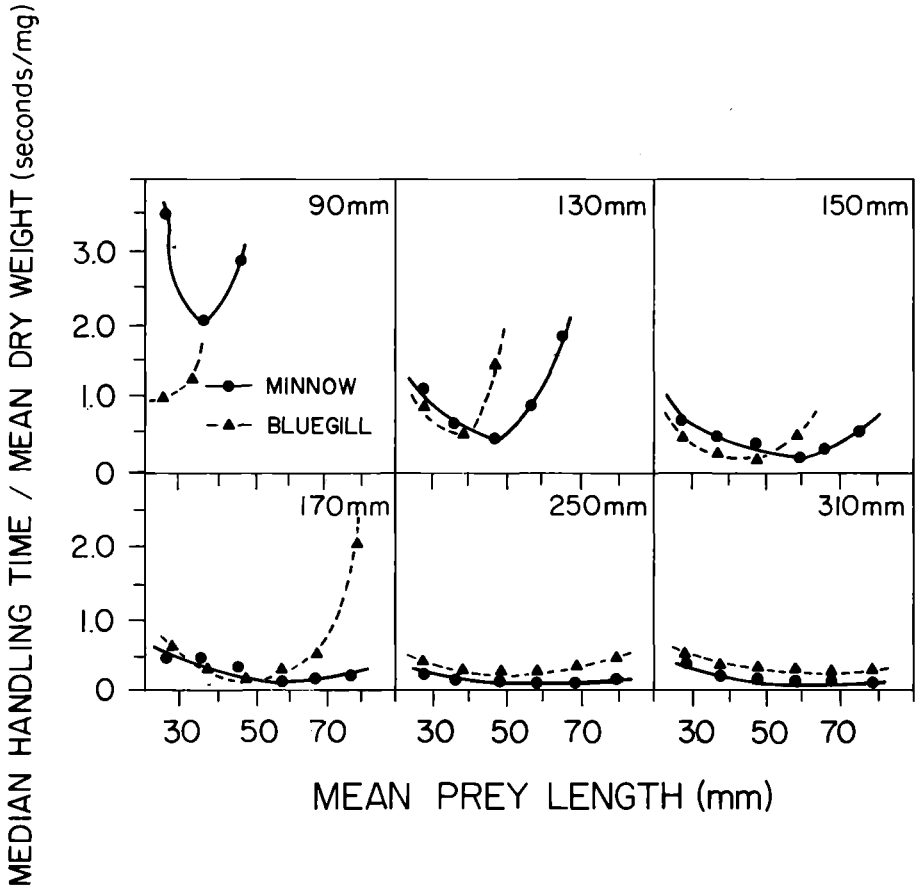 MEDIAN HANDLING TIME / MEAN DRY WEIGHT (seconds/mg)
90mm
130mm
150mm
3.0
2.0
1.0
0
MINNOW
BLUEGILL
170mm
250mm
310mm
2.0
1.0
0
30 50 70 30 50 70 30 50 70
MEAN PREY LENGTH (mm)